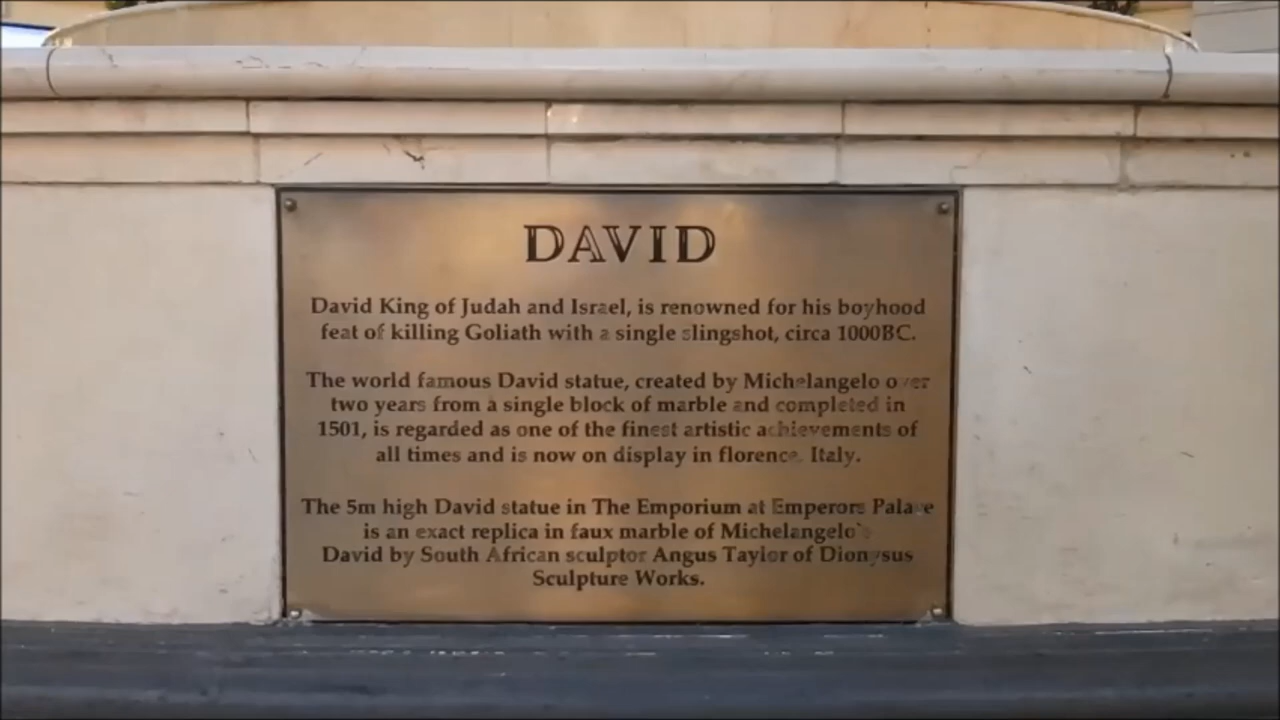 DAVID
David King of Judah and Israel, is renowned for his boyhood
feat of killing Goliath with a single slingshot, circa 1000BC.
The world famous David statue, created by Michelangelo over
two years from a single block of marble and completed in
1501, is regarded as one of the finest artistic achievements of
all times and is now on display in florence, Italy.
The 5m high David statue in The Emporium at Emperors Palace
is an exact replica in faux marble of Michelangelo's
David by South African sculptor Angus Taylor of Dionysus
Sculpture Works.